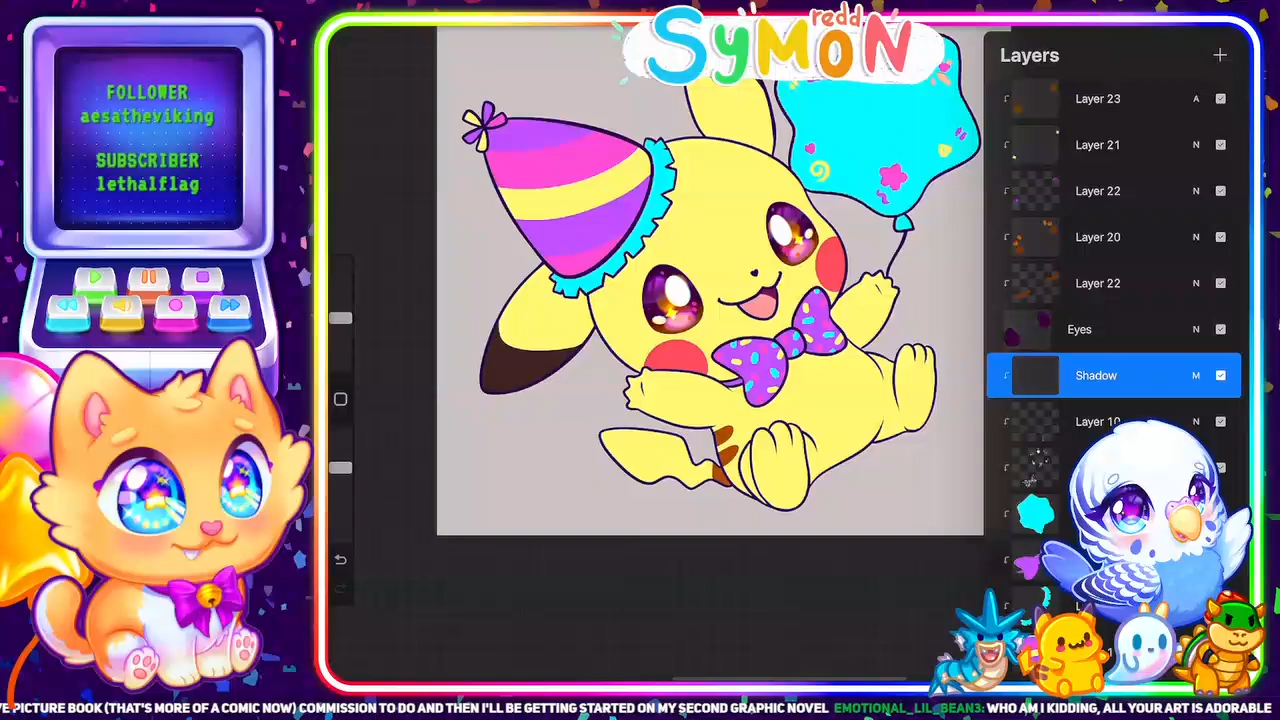 redd
SYMON
FOLLOWER
aesatheviking
SUBSCRIBER
lethalflag
Layers
Layer 23 A
Layer 21 N
Layer 22 N
Layer 20 N
Layer 22 N
Eyes N
Shadow M
Layer 10 N
VE PICTURE BOOK (THAT'S MORE OF A COMIC NOW) COMMISSION TO DO AND THEN I'LL BE GETTING STARTED ON MY SECOND GRAPHIC NOVEL EMOTIONAL_LIL_BEAN3: WHO AM I KIDDING, ALL YOUR ART IS ADORABLE